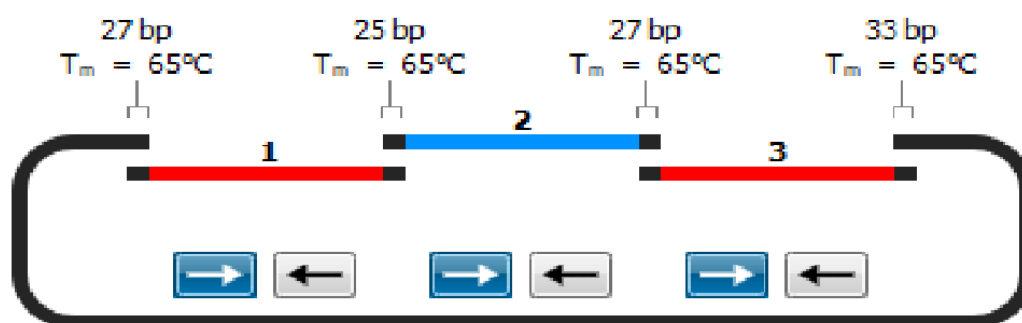 27 bp
Tm = 65ºC
25 bp
Tm = 65ºC
27 bp
Tm = 65ºC
33 bp
Tm = 65ºC
1
2
3